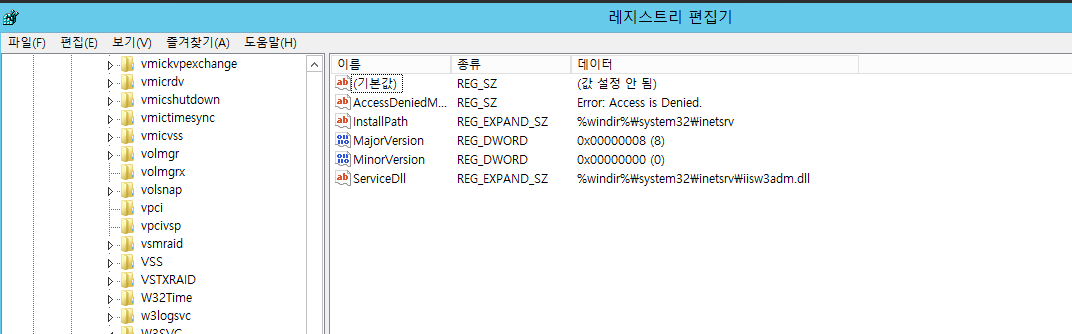 레지스트리 편집기
파일(F) 편집(E) 보기(V) 즐겨찾기(A) 도움말(H)
vmickvpexchange
vmicrdv
vmicshutdown
vmictimesync
vmicvss
volmgr
volmgrx
volsnap
vpci
vpcivsp
vsmraid
VSS
VSTXRAID
W32Time
w3logsvc
W3SVC
이름 종류 데이터
(기본값) REG_SZ (값 설정 안 됨)
AccessDeniedM... REG_SZ Error: Access is Denied.
InstallPath REG_EXPAND_SZ %windir%₩system32₩inetsrv
MajorVersion REG_DWORD 0x00000008 (8)
MinorVersion REG_DWORD 0x00000000 (0)
ServiceDll REG_EXPAND_SZ %windir%₩system32₩inetsrv₩iisw3adm.dll